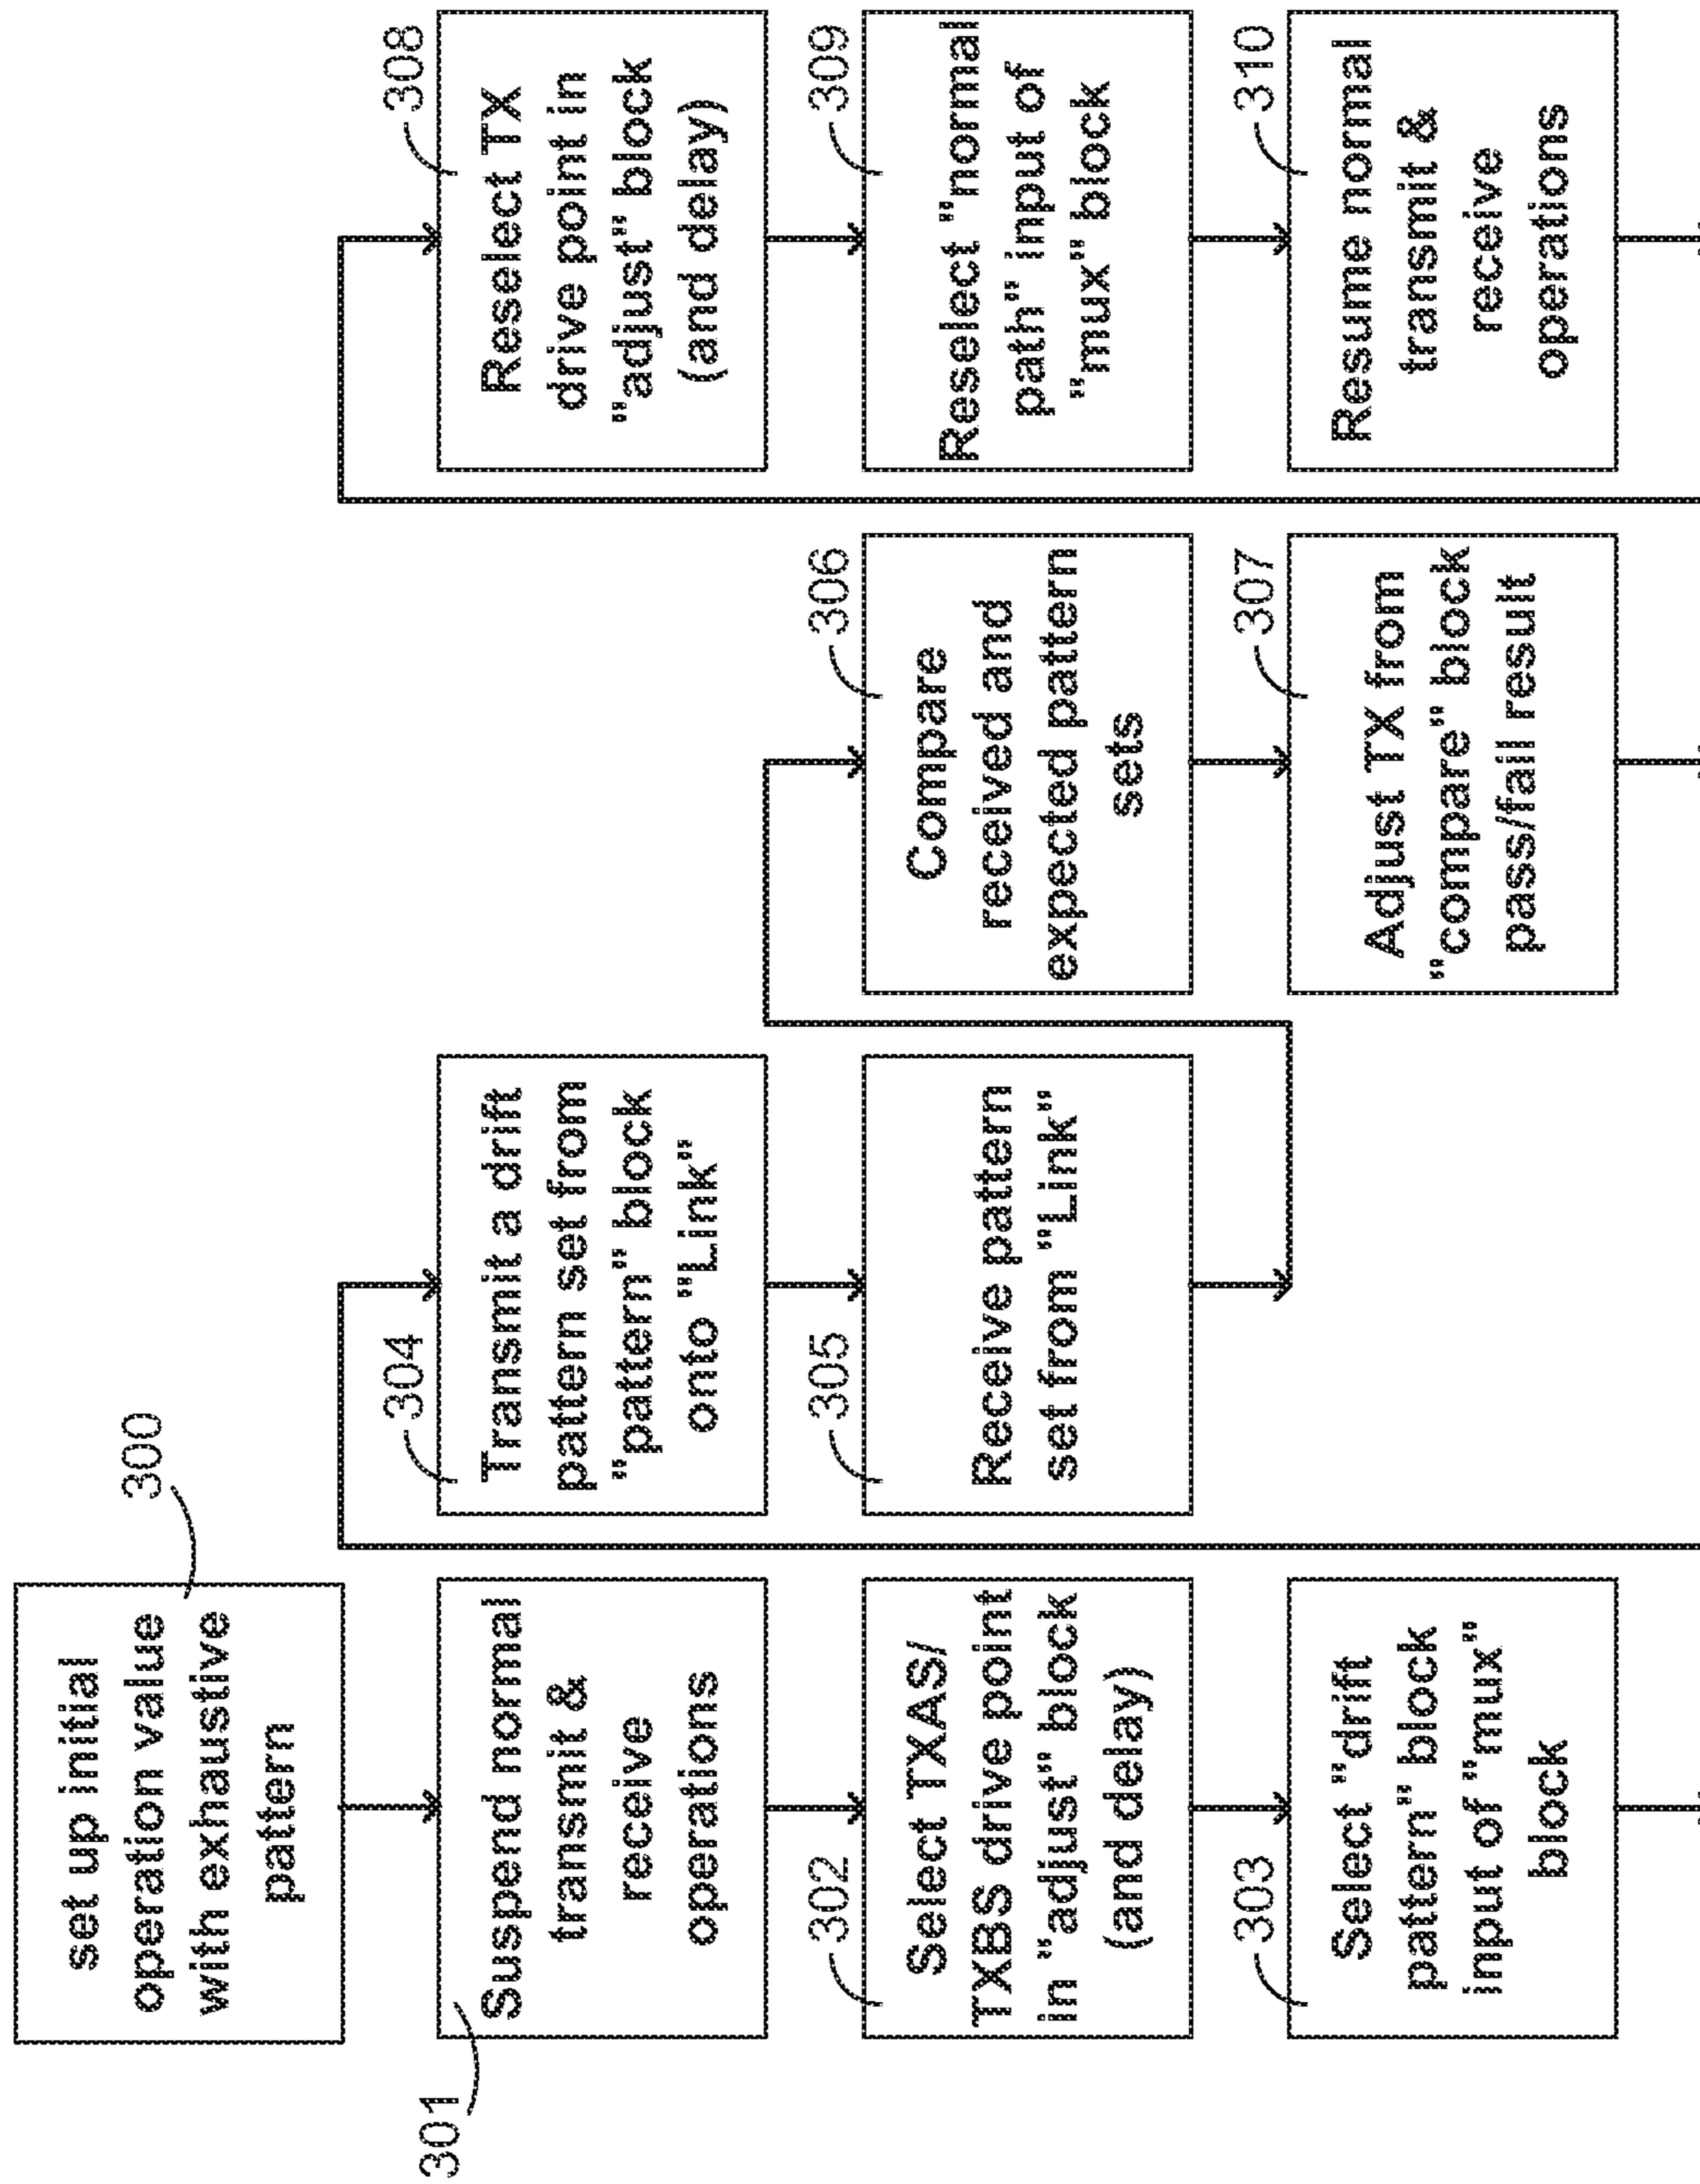 300
set up initial
operation value
with exhaustive
pattern
301
Suspend normal
transmit &
receive
operations
302
Select TXAS/
TXBS drive point
in "adjust" block
(and delay)
303
Select "drift
pattern" block
input of "mux"
block
304
Transmit a drift
pattern set from
"pattern" block
onto "Link"
305
Receive pattern
set from "Link"
306
Compare
received and
expected pattern
sets
307
Adjust TX from
"compare" block
pass/fail result
308
Reselect TX
drive point in
"adjust" block
(and delay)
309
Reselect "normal
path" input of
"mux" block
310
Resume normal
transmit &
receive
operations